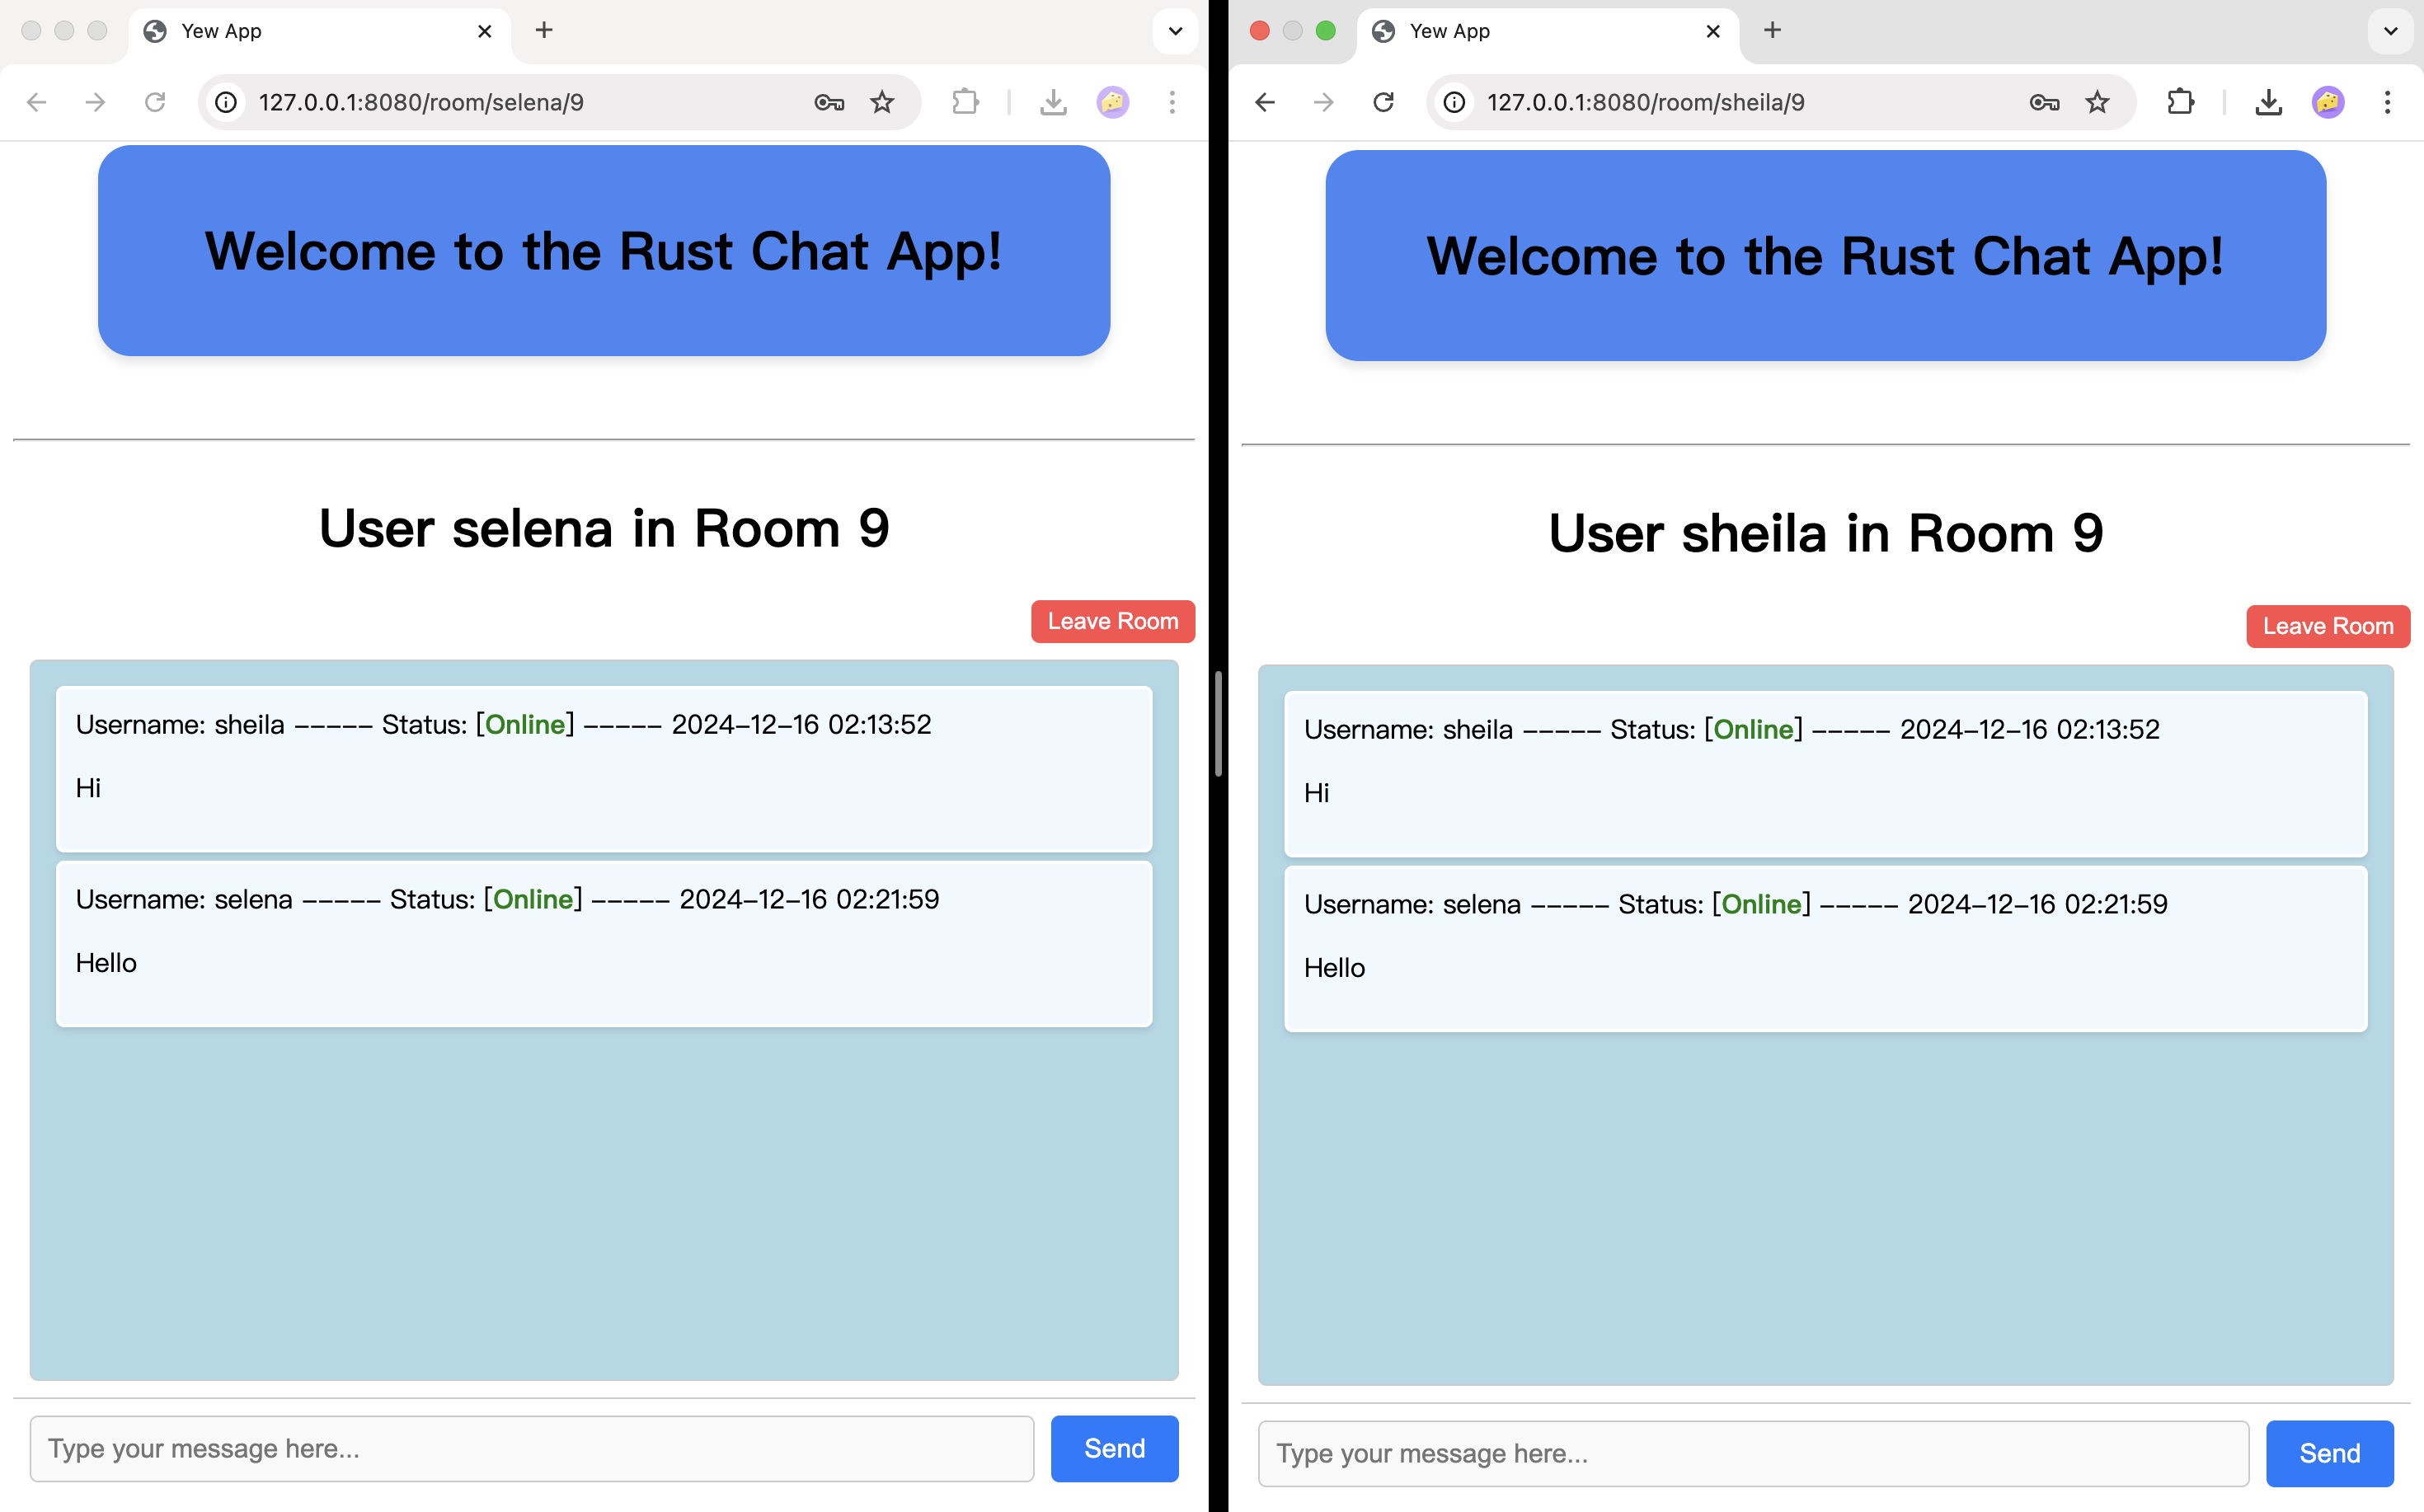 Yew App
127.0.0.1:8080/room/selena/9
Welcome to the Rust Chat App!
User selena in Room 9
Leave Room
Username: sheila ----- Status: [Online] ----- 2024-12-16 02:13:52
Hi
Username: selena ----- Status: [Online] ----- 2024-12-16 02:21:59
Hello
Type your message here...
Send
Yew App
127.0.0.1:8080/room/sheila/9
Welcome to the Rust Chat App!
User sheila in Room 9
Leave Room
Username: sheila ----- Status: [Online] ----- 2024-12-16 02:13:52
Hi
Username: selena ----- Status: [Online] ----- 2024-12-16 02:21:59
Hello
Type your message here...
Send